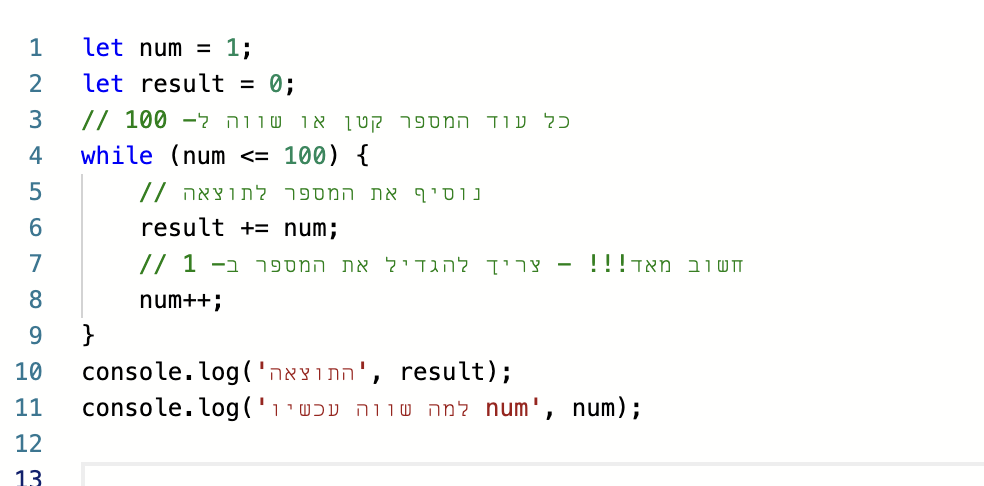 1 let num = 1;
2 let result = 0;
3 // כל עוד המספר קטן או שווה ל- 100
4 while (num <= 100) {
5 // נוסיף את המספר לתוצאה
6 result += num;
7 // חשוב מאד!!! - צריך להגדיל את המספר ב- 1
8 num++;
9 }
10 console.log('התוצאה', result);
11 console.log('למה שווה עכשיו num', num);
12
13